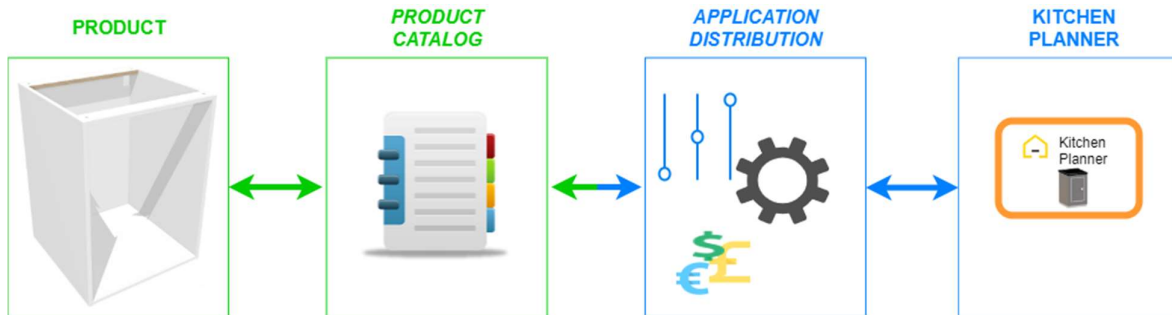 PRODUCT
PRODUCT
CATALOG
APPLICATION
DISTRIBUTION
KITCHEN
PLANNER
Kitchen
Planner
$
€£